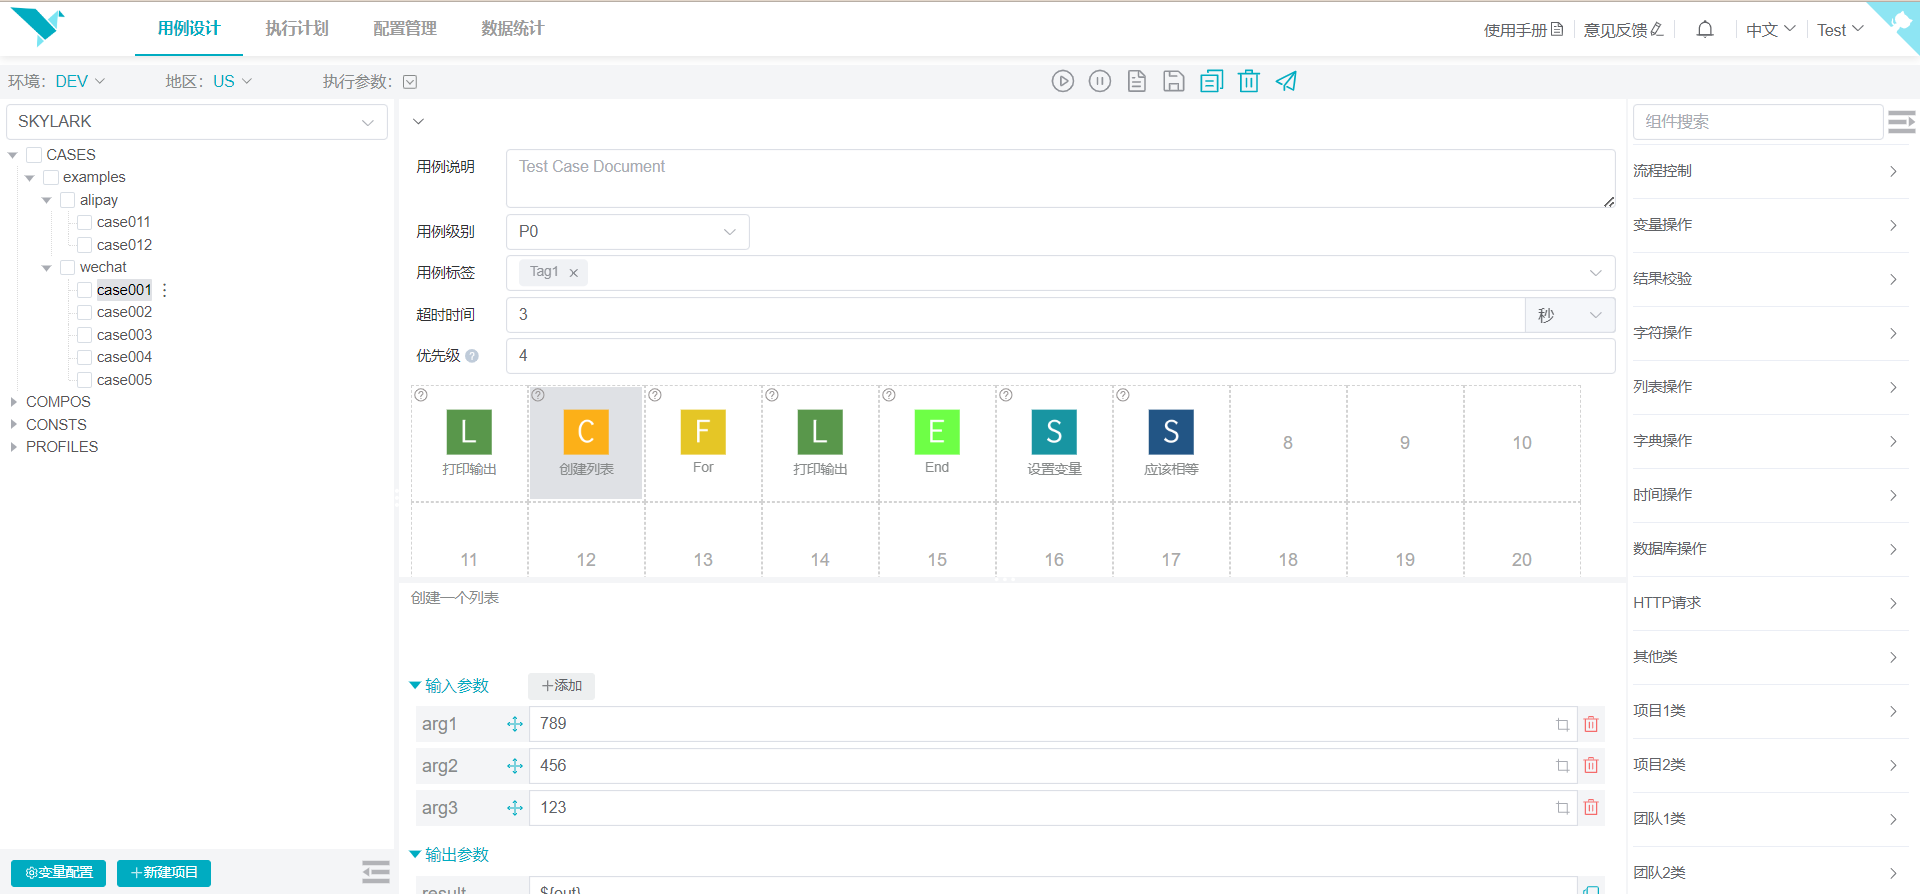 用例设计
执行计划
配置管理
数据统计
使用手册
意见反馈
中文
Test
环境: DEV
地区: US
执行参数:
SKYLARK
CASES
examples
alipay
case011
case012
wechat
case001
case002
case003
case004
case005
COMPOS
CONSTS
PROFILES
变量配置
+新建项目
用例说明
Test Case Document
用例级别
P0
用例标签
Tag1 ×
超时时间
3
秒
优先级 ?
4
? ? ? ? ? ? ?
L C F L E S S
打印输出 创建列表 For 打印输出 End 设置变量 应该相等 8 9 10
11 12 13 14 15 16 17 18 19 20
创建一个列表
输入参数
+添加
arg1 789
arg2 456
arg3 123
输出参数
result ${out}
组件搜索
流程控制
变量操作
结果校验
字符操作
列表操作
字典操作
时间操作
数据库操作
HTTP请求
其他类
项目1类
项目2类
团队1类
团队2类